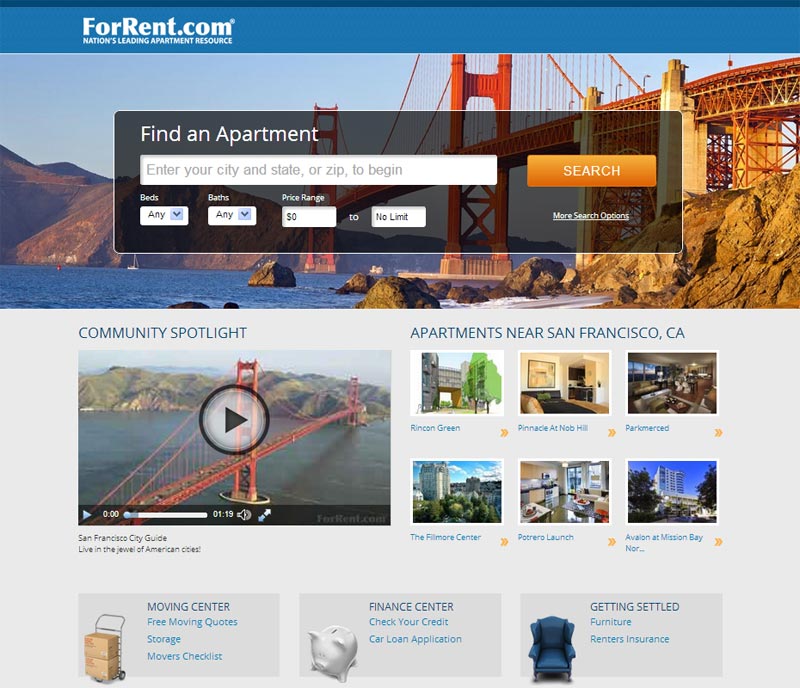 ForRent.com®
NATION'S LEADING APARTMENT RESOURCE
Find an Apartment
Enter your city and state, or zip, to begin
SEARCH
Beds
Baths
Price Range
Any
Any
$0
to
No Limit
More Search Options
COMMUNITY SPOTLIGHT
0:00
01:19
ForRent.com
San Francisco City Guide
Live in the jewel of American cities!
APARTMENTS NEAR SAN FRANCISCO, CA
Rincon Green
Pinnacle At Nob Hill
Parkmerced
The Fillmore Center
Potrero Launch
Avalon at Mission Bay
Nor...
MOVING CENTER
Free Moving Quotes
Storage
Movers Checklist
FINANCE CENTER
Check Your Credit
Car Loan Application
GETTING SETTLED
Furniture
Renters Insurance